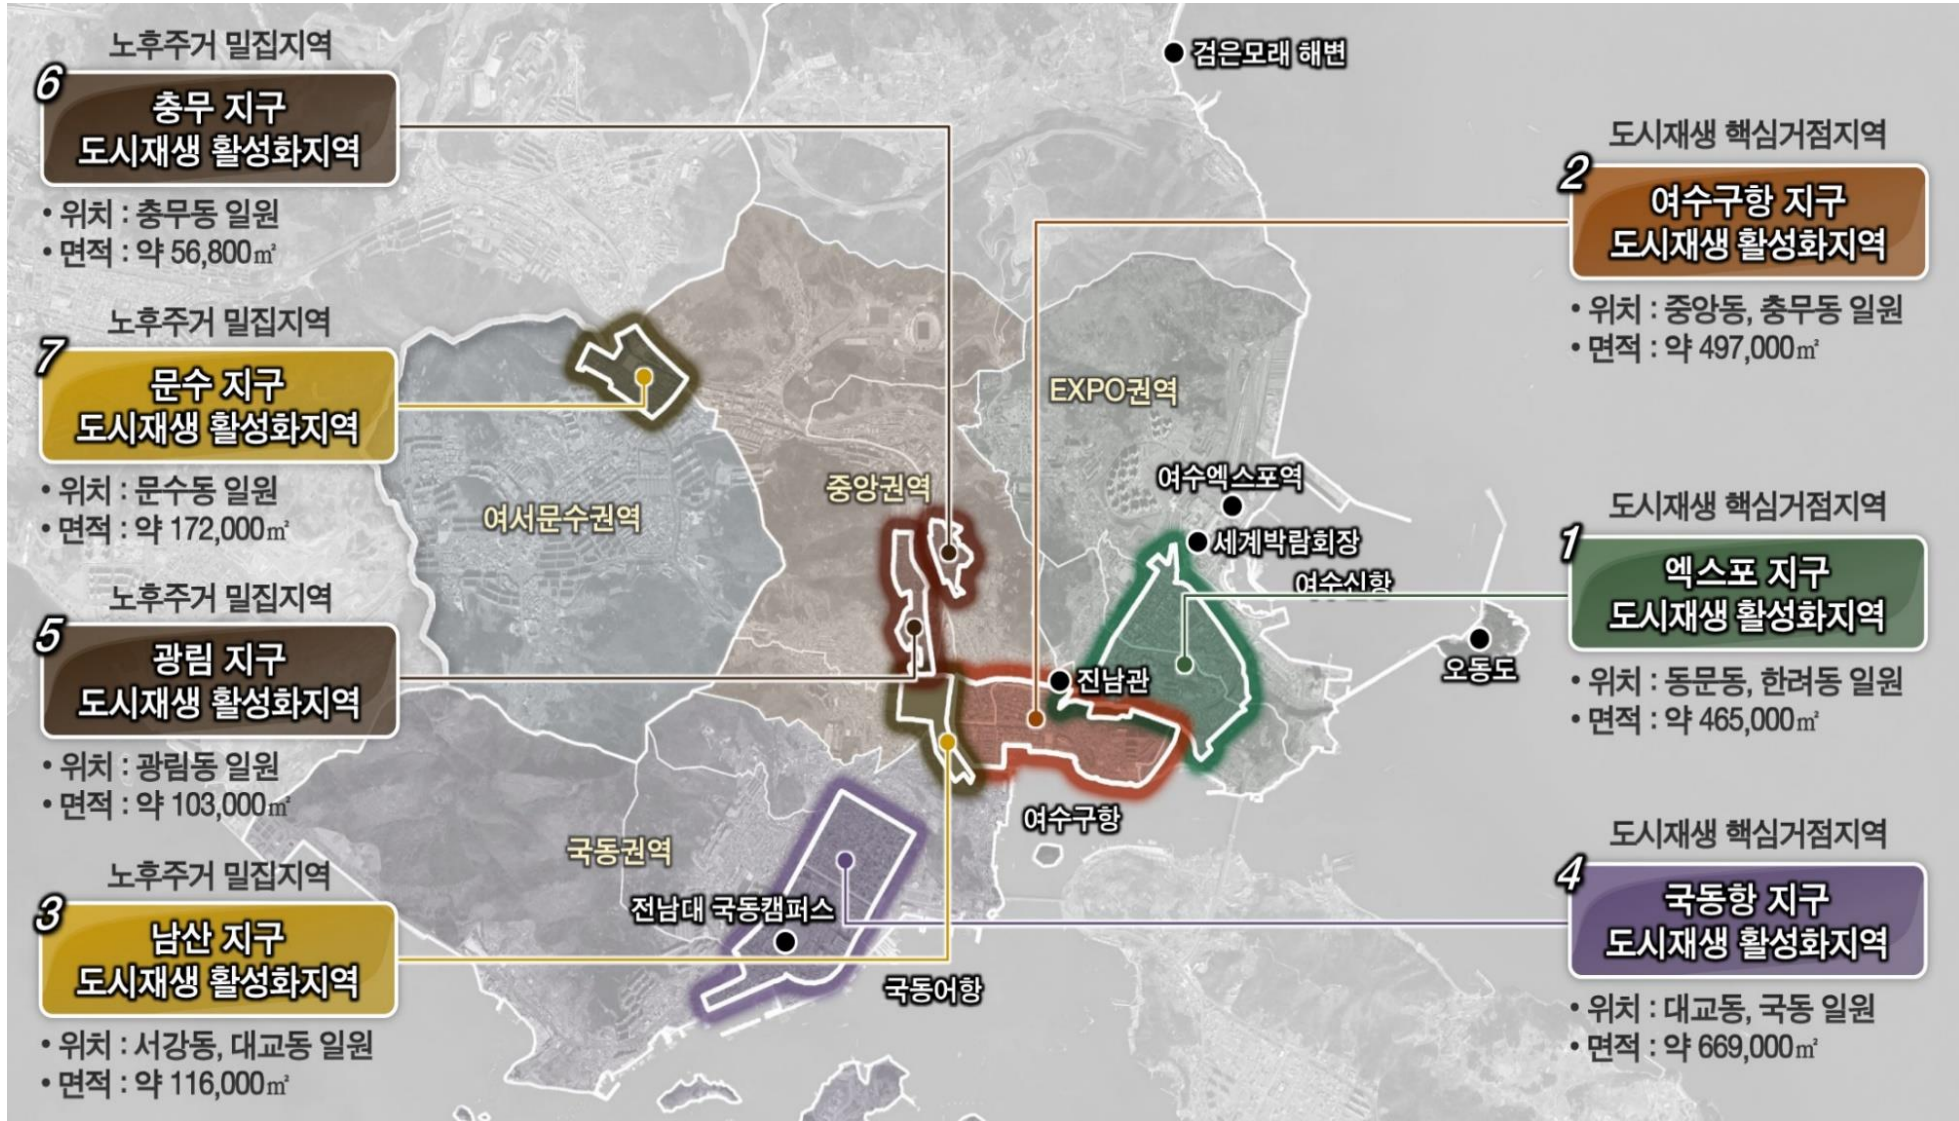 노후주거 밀집지역
6
충무 지구
도시재생 활성화지역
• 위치 : 충무동 일원
• 면적 : 약 56,800㎡
노후주거 밀집지역
7
문수 지구
도시재생 활성화지역
• 위치 : 문수동 일원
• 면적 : 약 172,000㎡
노후주거 밀집지역
5
광림 지구
도시재생 활성화지역
• 위치 : 광림동 일원
• 면적 : 약 103,000㎡
노후주거 밀집지역
3
남산 지구
도시재생 활성화지역
• 위치 : 서강동, 대교동 일원
• 면적 : 약 116,000㎡
검은모래 해변
EXPO권역
여수엑스포역
중앙권역
여서문수권역
세계박람회장
여수신항
오동도
진남관
여수구항
국동권역
전남대 국동캠퍼스
국동어항
도시재생 핵심거점지역
2
여수구항 지구
도시재생 활성화지역
• 위치 : 중앙동, 충무동 일원
• 면적 : 약 497,000㎡
도시재생 핵심거점지역
1
엑스포 지구
도시재생 활성화지역
• 위치 : 동문동, 한려동 일원
• 면적 : 약 465,000㎡
도시재생 핵심거점지역
4
국동항 지구
도시재생 활성화지역
• 위치 : 대교동, 국동 일원
• 면적 : 약 669,000㎡